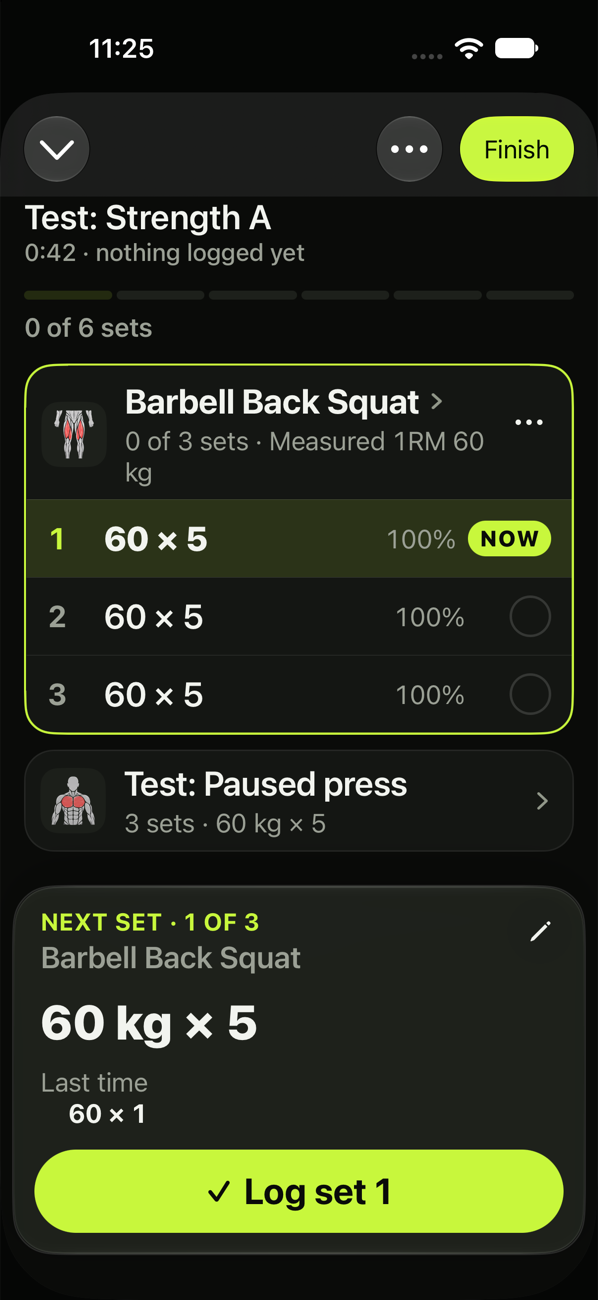 11:25
Finish
Test: Strength A
0:42 · nothing logged yet
0 of 6 sets
Barbell Back Squat
0 of 3 sets · Measured 1RM 60
kg
1 60 × 5 100% NOW
2 60 × 5 100%
3 60 × 5 100%
Test: Paused press
3 sets · 60 kg × 5
NEXT SET · 1 OF 3
Barbell Back Squat
60 kg × 5
Last time
60 × 1
Log set 1